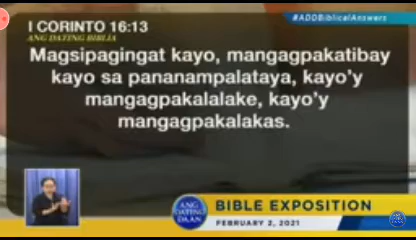 #ADDBiblicalAnswers
I CORINTO 16:13
ANG DATING BIBLIA
Magsipagingat kayo, mangagpakatibay
kayo sa pananampalataya, kayo'y
mangagpakalalake, kayo'y
mangagpakalakas.
ANG
DATING
DAAN
BIBLE EXPOSITION
FEBRUARY 2, 2021